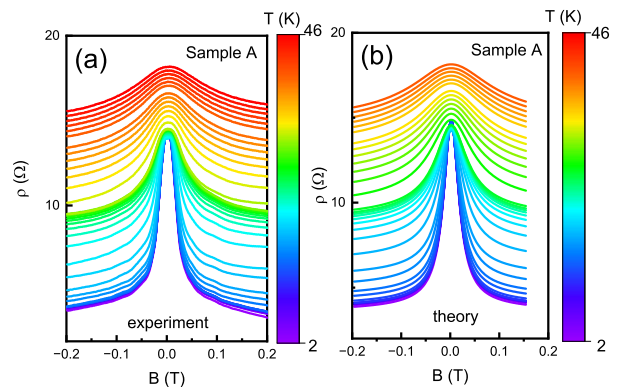 T (K)
T (K)
20
(a)
Sample A
46
20
(b)
Sample A
46
ρ (Ω)
10
ρ (Ω)
10
experiment
2
theory
2
−0.2
−0.1
0.0
0.1
0.2
−0.2
−0.1
0.0
0.1
0.2
B (T)
B (T)